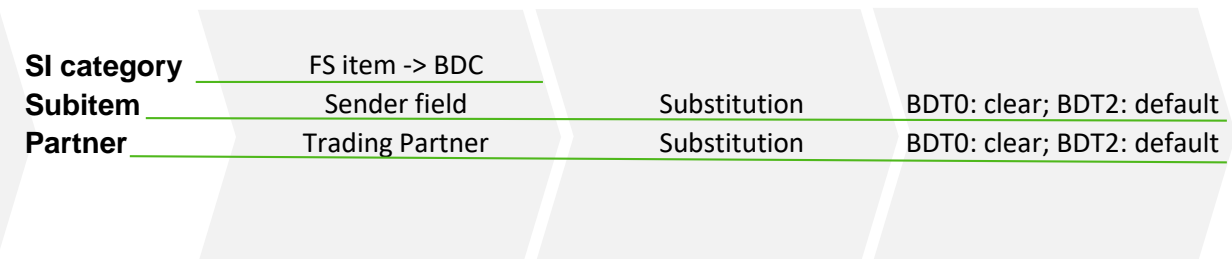 SI category FS item -> BDC
Subitem Sender field Substitution BDT0: clear; BDT2: default
Partner Trading Partner Substitution BDT0: clear; BDT2: default